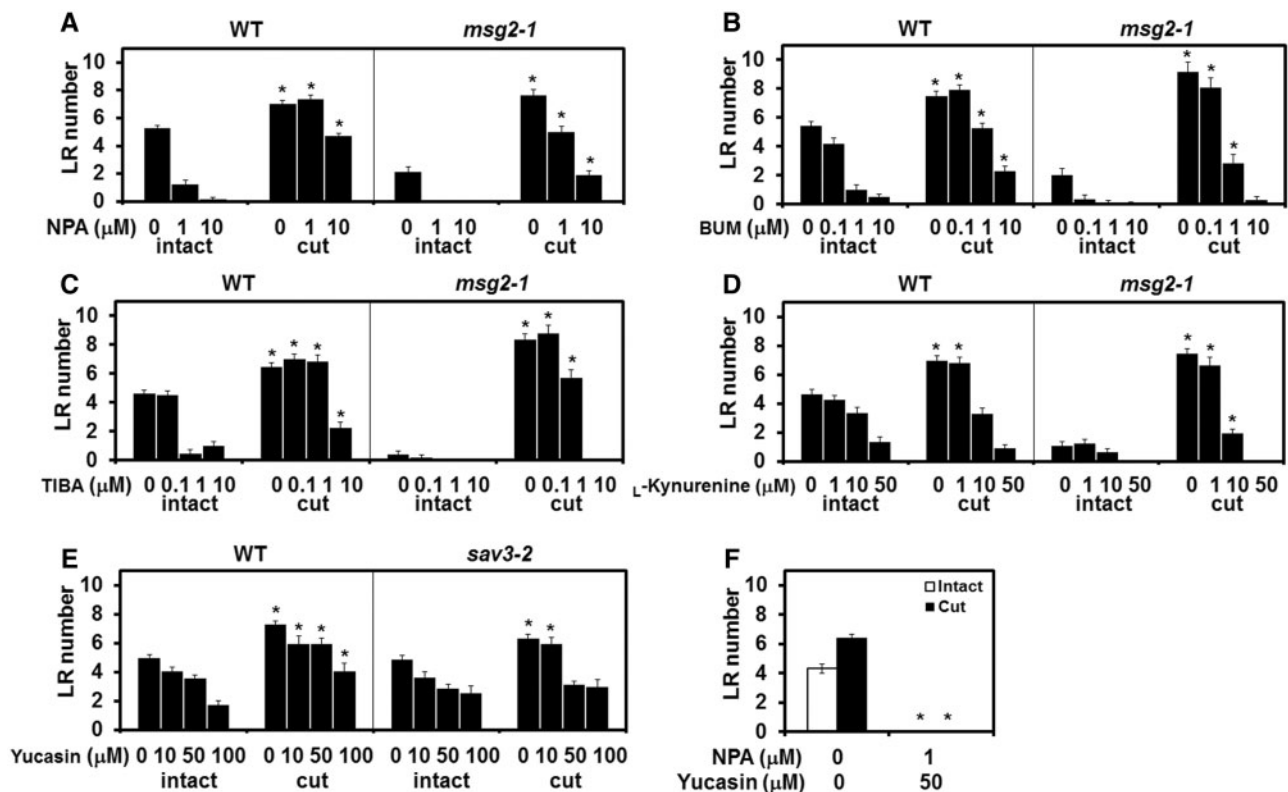 A
WT
msg2-1
LR number
10
8
6
4
2
0
* * * * * *
NPA (μM) 0 1 10 0 1 10 0 1 10 0 1 10
intact cut intact cut
B
WT
msg2-1
LR number
10
8
6
4
2
0
* * * * * * *
BUM (μM) 0 0.1 1 10 0 0.1 1 10 0 0.1 1 10 0 0.1 1 10
intact cut intact cut
C
WT
msg2-1
LR number
10
8
6
4
2
0
* * * * * * *
TIBA (μM) 0 0.1 1 10 0 0.1 1 10 0 0.1 1 10 0 0.1 1 10
intact cut intact cut
D
WT
msg2-1
LR number
10
8
6
4
2
0
* * * * *
L-Kynurenine (μM) 0 1 10 50 0 1 10 50 0 1 10 50 0 1 10 50
intact cut intact cut
E
WT
sav3-2
LR number
10
8
6
4
2
0
* * * * * *
Yucasin (μM) 0 10 50 100 0 10 50 100 0 10 50 100 0 10 50 100
intact cut intact cut
F
LR number
10
8
6
4
2
0
Intact
Cut
* *
NPA (μM) 0 1
Yucasin (μM) 0 50